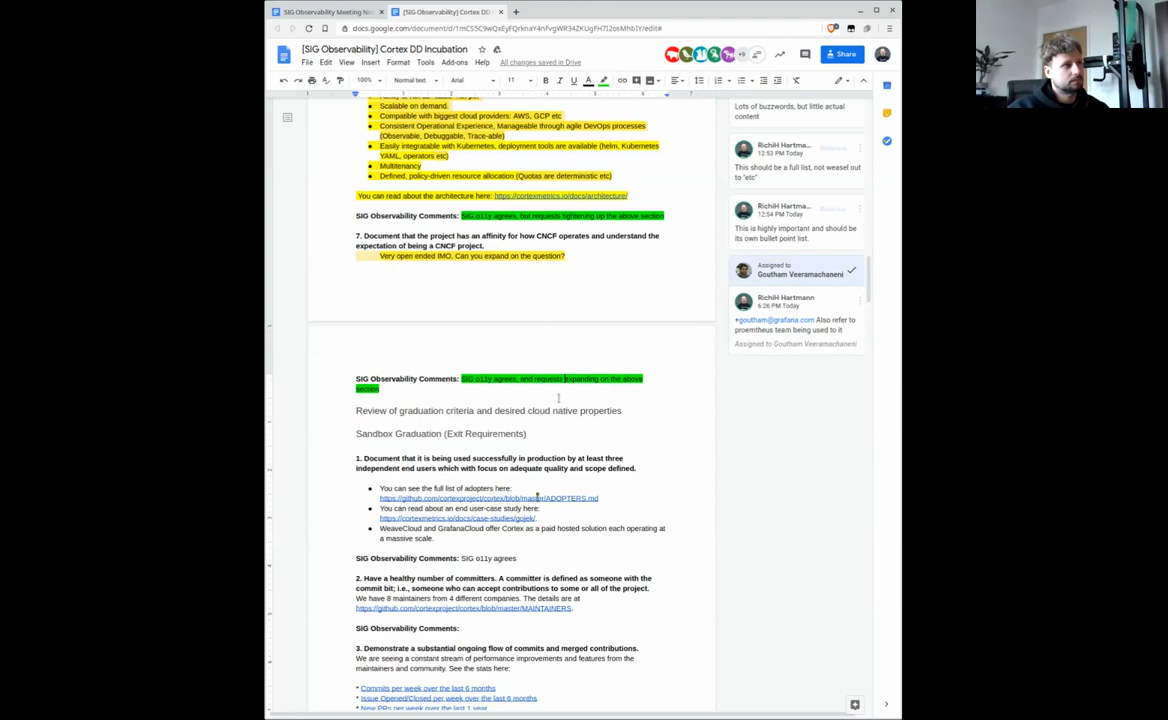 SIG Observability Meeting No
[SIG Observability] Cortex DD
docs.google.com
[SIG Observability] Cortex DD Incubation
File Edit View Insert Format Tools Add-ons Help All changes saved in Drive
+9
Share
100% Normal text Arial 11
Scalable on demand.
Compatible with biggest cloud providers: AWS, GCP etc
Consistent Operational Experience, Manageable through agile DevOps processes
(Observable, Debuggable, Trace-able)
Easily integratable with Kubernetes, deployment tools are available (helm, Kubernetes
YAML, operators etc)
Multitenancy
Defined, policy-driven resource allocation (Quotas are deterministic etc)
You can read about the architecture here: https://cortexmetrics.io/docs/architecture/
SIG Observability Comments: SIG o11y agrees, but requests tightening up the above section
7. Document that the project has an affinity for how CNCF operates and understand the
expectation of being a CNCF project.
Very open ended IMO. Can you expand on the question?
SIG Observability Comments: SIG o11y agrees, and requests expanding on the above
section
Review of graduation criteria and desired cloud native properties
Sandbox Graduation (Exit Requirements)
1. Document that it is being used successfully in production by at least three
independent end users which with focus on adequate quality and scope defined.
You can see the full list of adopters here:
https://github.com/cortexproject/cortex/blob/master/ADOPTERS.md
You can read about an end user-case study here:
https://cortexmetrics.io/docs/case-studies/gojek/.
WeaveCloud and GrafanaCloud offer Cortex as a paid hosted solution each operating at
a massive scale.
SIG Observability Comments: SIG o11y agrees
2. Have a healthy number of committers. A committer is defined as someone with the
commit bit; i.e., someone who can accept contributions to some or all of the project.
We have 8 maintainers from 4 different companies. The details are at
https://github.com/cortexproject/cortex/blob/master/MAINTAINERS.
SIG Observability Comments:
3. Demonstrate a substantial ongoing flow of commits and merged contributions.
We are seeing a constant stream of performance improvements and features from the
maintainers and community. See the stats here:
* Commits per week over the last 6 months
* Issue Opened/Closed per week over the last 6 months
* New PRs per week over the last 1 year
Lots of buzzwords, but little actual
content
RichiH Hartma...
12:53 PM Today
Resolve
This should be a full list, not weasel out
to "etc"
RichiH Hartma...
12:54 PM Today
Resolve
This is highly important and should be
its own bullet point list.
Assigned to
Goutham Veeramachaneni
RichiH Hartmann
6:26 PM Today
+goutham@grafana.com Also refer to
proemtheus team being used to it
Assigned to Goutham Veeramachaneni